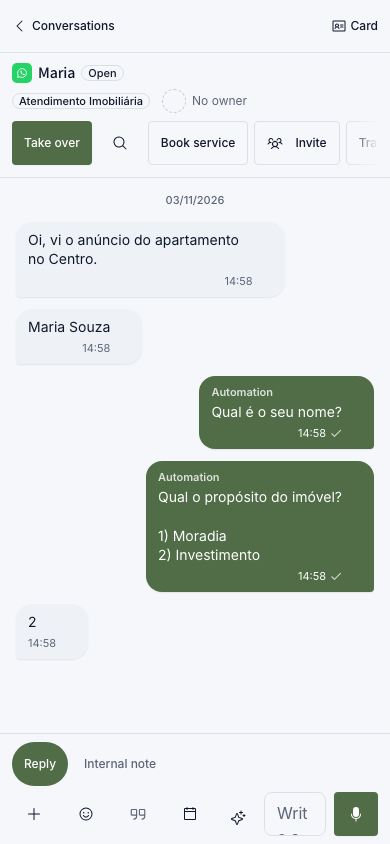 Conversations
Card
Maria
Open
Atendimento Imobiliária
No owner
Take over
Book service
Invite
Tra
03/11/2026
Oi, vi o anúncio do apartamento
no Centro.
14:58
Maria Souza
14:58
Automation
Qual é o seu nome?
14:58
Automation
Qual o propósito do imóvel?
1) Moradia
2) Investimento
14:58
2
14:58
Reply
Internal note
Writ